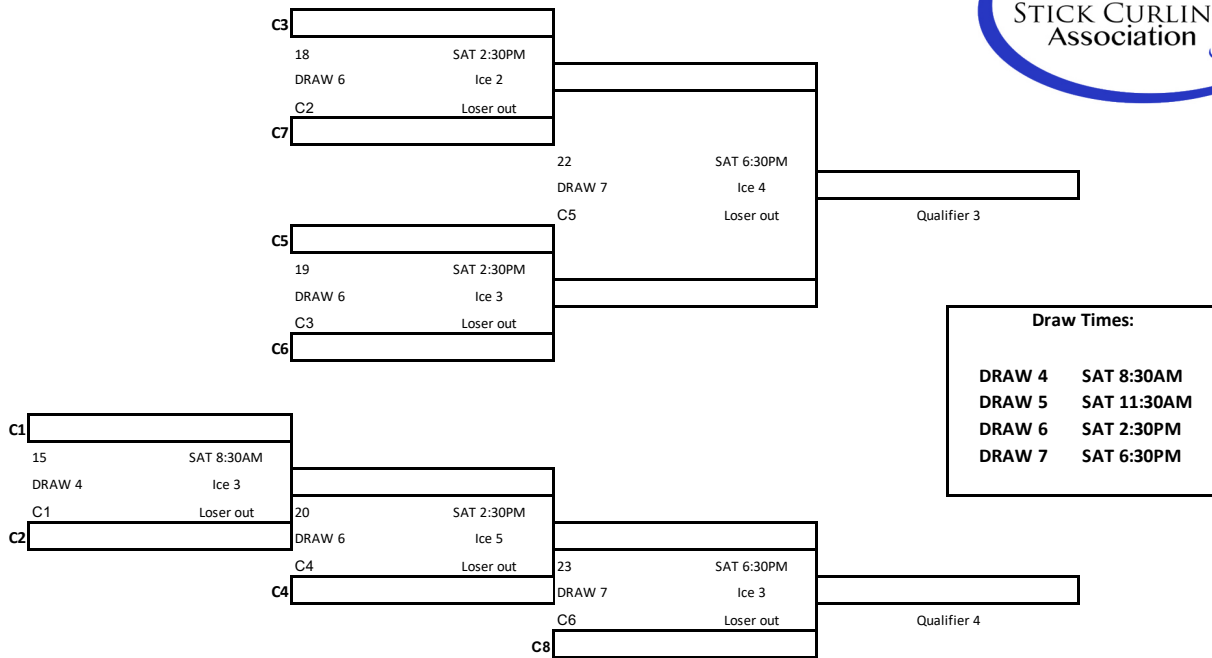 STICK CURLIN
Association
C3
18 SAT 2:30PM
DRAW 6 Ice 2
C2 Loser out
C7
22 SAT 6:30PM
DRAW 7 Ice 4
C5 Loser out
Qualifier 3
C5
19 SAT 2:30PM
DRAW 6 Ice 3
C3 Loser out
C6
Draw Times:
DRAW 4 SAT 8:30AM
DRAW 5 SAT 11:30AM
DRAW 6 SAT 2:30PM
DRAW 7 SAT 6:30PM
C1
15 SAT 8:30AM
DRAW 4 Ice 3
C1 Loser out
C2
20 SAT 2:30PM
DRAW 6 Ice 5
C4 Loser out
C4
23 SAT 6:30PM
DRAW 7 Ice 3
C6 Loser out
C8
Qualifier 4